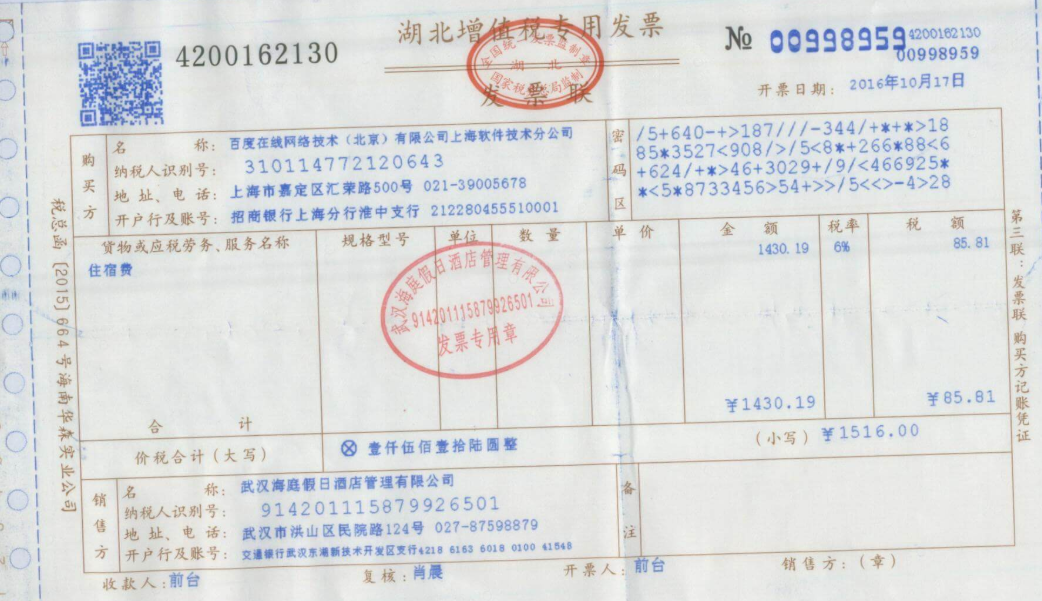 4200162130
湖北增值税专用发票
全国统一发票监制章
湖北
国家税务总局监制
发票联
№ 00998959
4200162130
00998959
开票日期: 2016年10月17日
购买方
名 称: 百度在线网络技术（北京）有限公司上海软件技术分公司
纳税人识别号: 310114772120643
地 址、电 话: 上海市嘉定区汇荣路500号 021-39005678
开户行及账号: 招商银行上海分行淮中支行 212280455510001
密码区
/5+640-+>187///-344/+*+*>18
85*3527<908/>/5<8*+266*88<6
+624/+*>46+3029+/9/<466925*
*<5*8733456>54+>>/5<<>-4>28
货物或应税劳务、服务名称 规格型号 单位 数 量 单 价 金 额 税率 税 额
住宿费 1430.19 6% 85.81
武汉海庭假日酒店管理有限公司
914201115879926501
发票专用章
合 计 ¥1430.19 ¥85.81
价税合计（大写） ⊗ 壹仟伍佰壹拾陆圆整 （小写） ¥1516.00
销售方
名 称: 武汉海庭假日酒店管理有限公司
纳税人识别号: 914201115879926501
地 址、电 话: 武汉市洪山区民院路124号 027-87598879
开户行及账号: 交通银行武汉东湖新技术开发区支行4218 6163 6018 0100 41548
备注
收款人: 前台 复核: 肖晨 开票人: 前台 销售方:（章）
税总函〔2015〕664号海南华森实业公司
第三联：发票联 购买方记账凭证